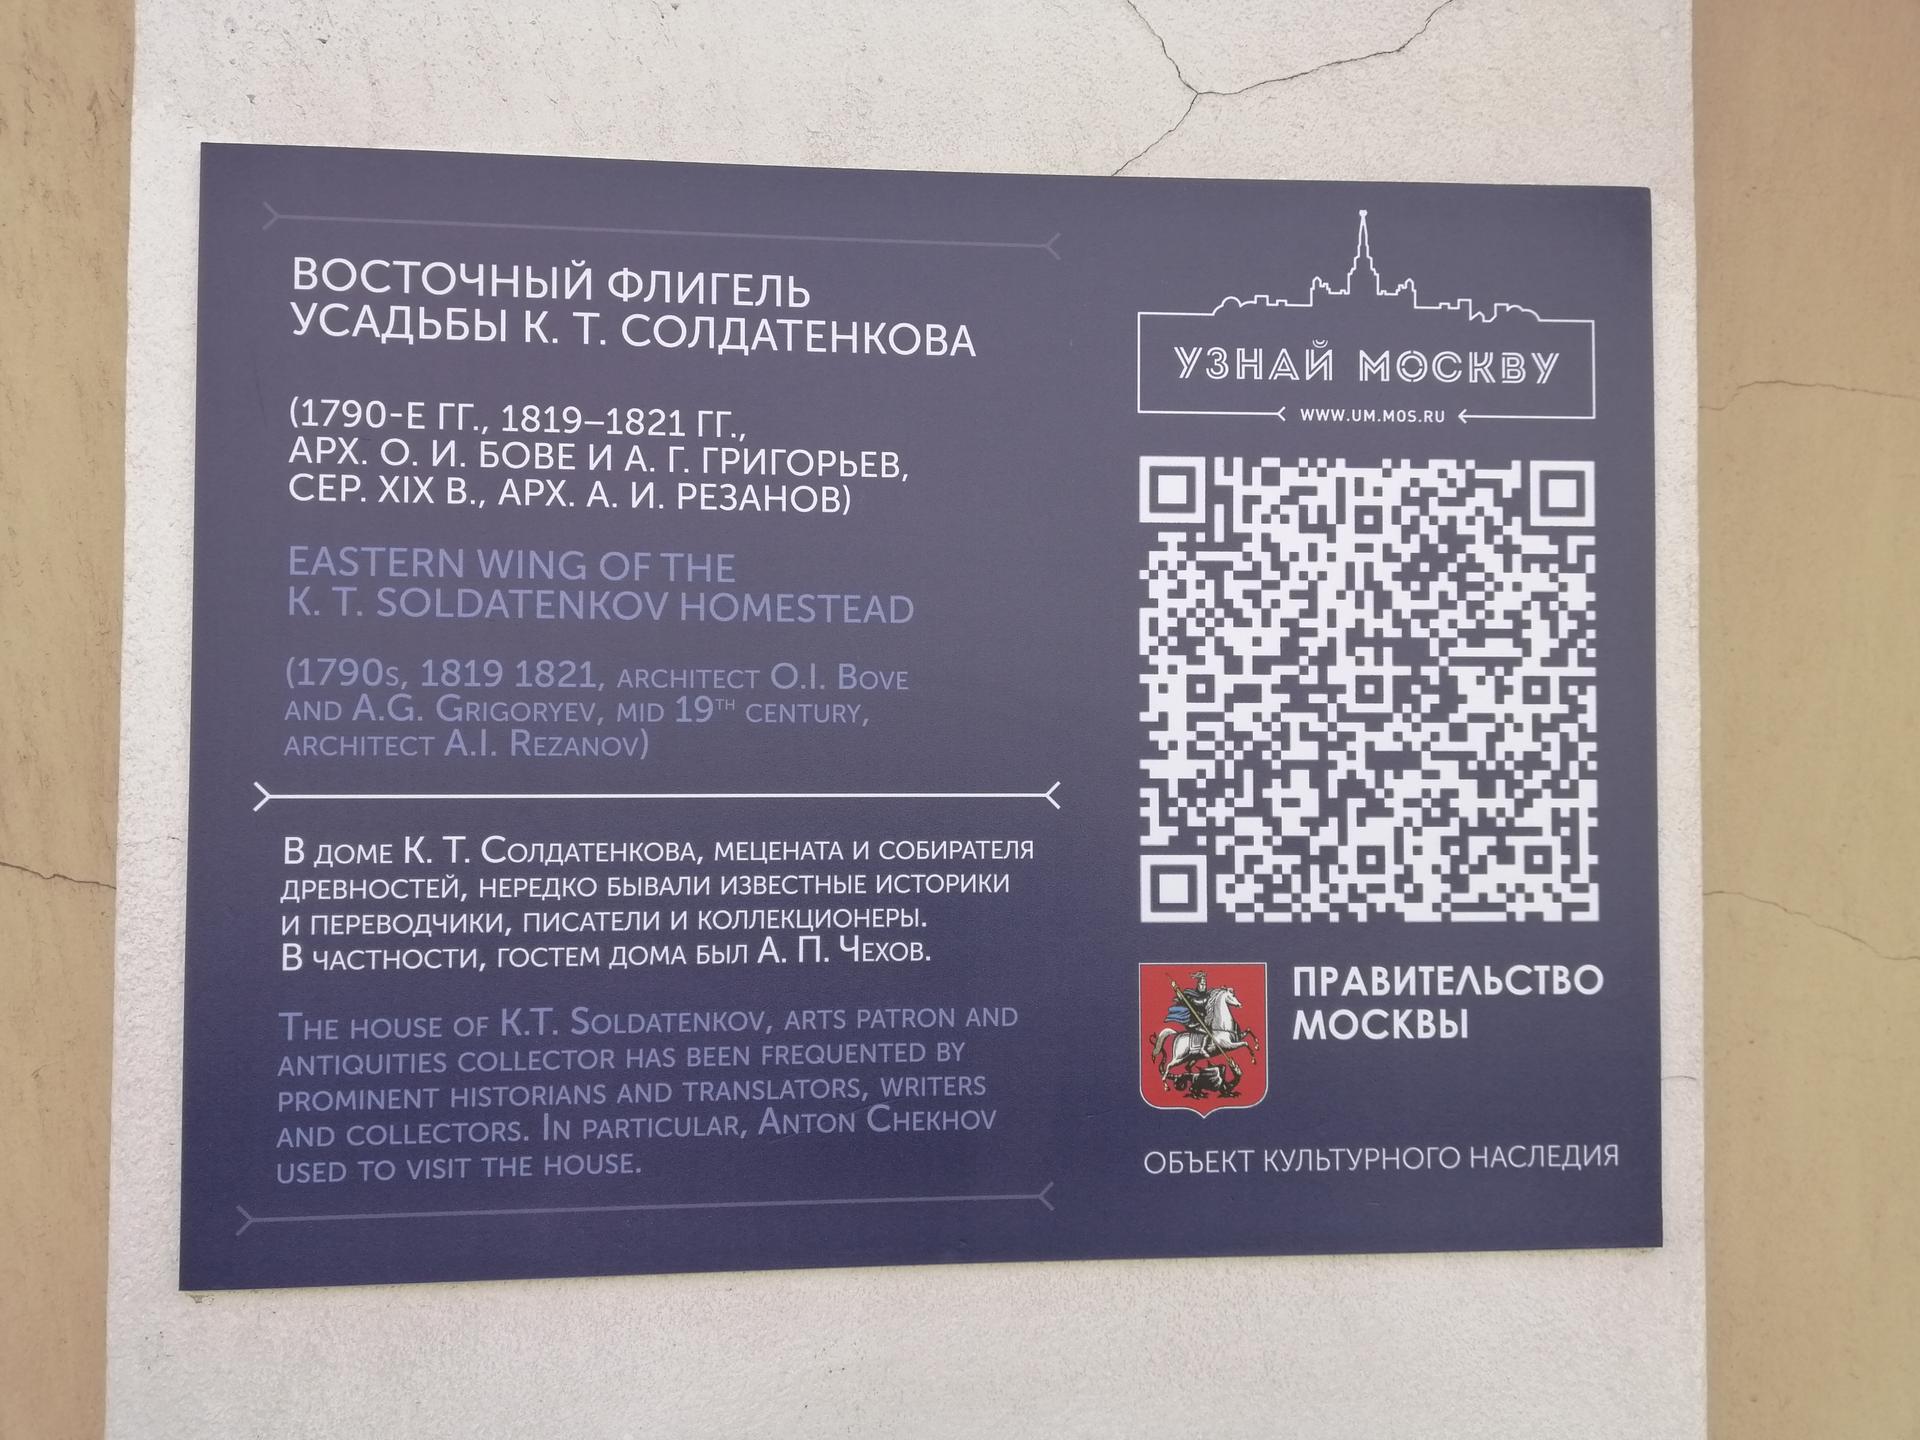 ВОСТОЧНЫЙ ФЛИГЕЛЬ
УСАДЬБЫ К. Т. СОЛДАТЕНКОВА
(1790-Е ГГ., 1819–1821 ГГ.,
АРХ. О. И. БОВЕ И А. Г. ГРИГОРЬЕВ,
СЕР. XIX В., АРХ. А. И. РЕЗАНОВ)
EASTERN WING OF THE
K. T. SOLDATENKOV HOMESTEAD
(1790S, 1819 1821, ARCHITECT O.I. BOVE
AND A.G. GRIGORYEV, MID 19TH CENTURY,
ARCHITECT A.I. REZANOV)
В ДОМЕ К. Т. СОЛДАТЕНКОВА, МЕЦЕНАТА И СОБИРАТЕЛЯ
ДРЕВНОСТЕЙ, НЕРЕДКО БЫВАЛИ ИЗВЕСТНЫЕ ИСТОРИКИ
И ПЕРЕВОДЧИКИ, ПИСАТЕЛИ И КОЛЛЕКЦИОНЕРЫ.
В ЧАСТНОСТИ, ГОСТЕМ ДОМА БЫЛ А. П. ЧЕХОВ.
THE HOUSE OF K.T. SOLDATENKOV, ARTS PATRON AND
ANTIQUITIES COLLECTOR HAS BEEN FREQUENTED BY
PROMINENT HISTORIANS AND TRANSLATORS, WRITERS
AND COLLECTORS. IN PARTICULAR, ANTON CHEKHOV
USED TO VISIT THE HOUSE.
УЗНАЙ МОСКВУ
WWW.UM.MOS.RU
ПРАВИТЕЛЬСТВО
МОСКВЫ
ОБЪЕКТ КУЛЬТУРНОГО НАСЛЕДИЯ